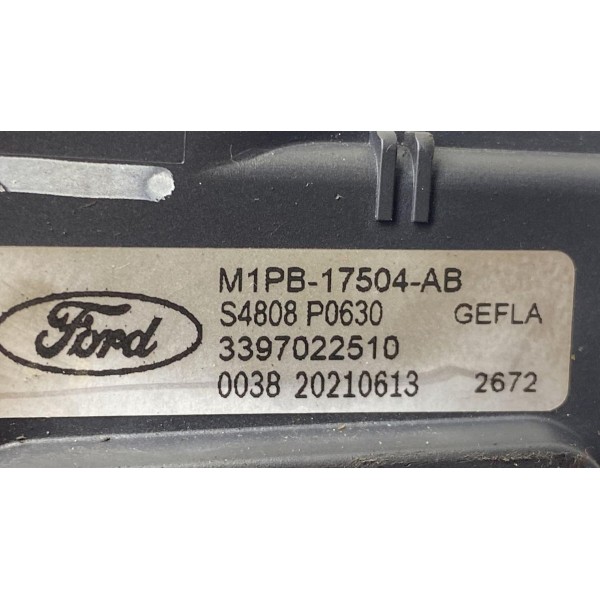 Ford
M1PB-17504-AB
S4808 P0630 GEFLA
3397022510
0038 20210613 2672